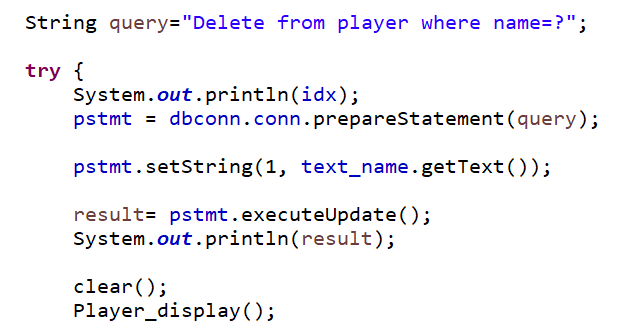 String query="Delete from player where name=?";
try {
System.out.println(idx);
pstmt = dbconn.conn.prepareStatement(query);
pstmt.setString(1, text_name.getText());
result= pstmt.executeUpdate();
System.out.println(result);
clear();
Player_display();